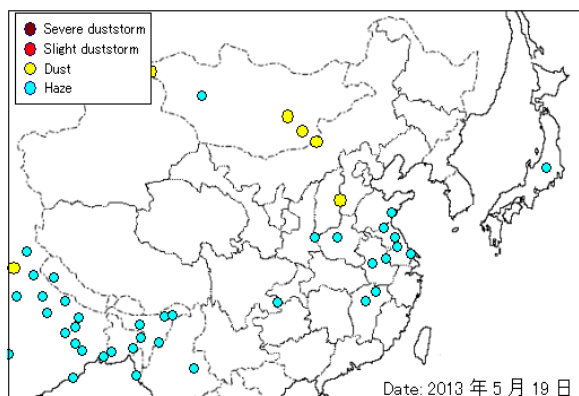 Severe duststorm
Slight duststorm
Dust
Haze
Date: 2013 年 5 月 19 日